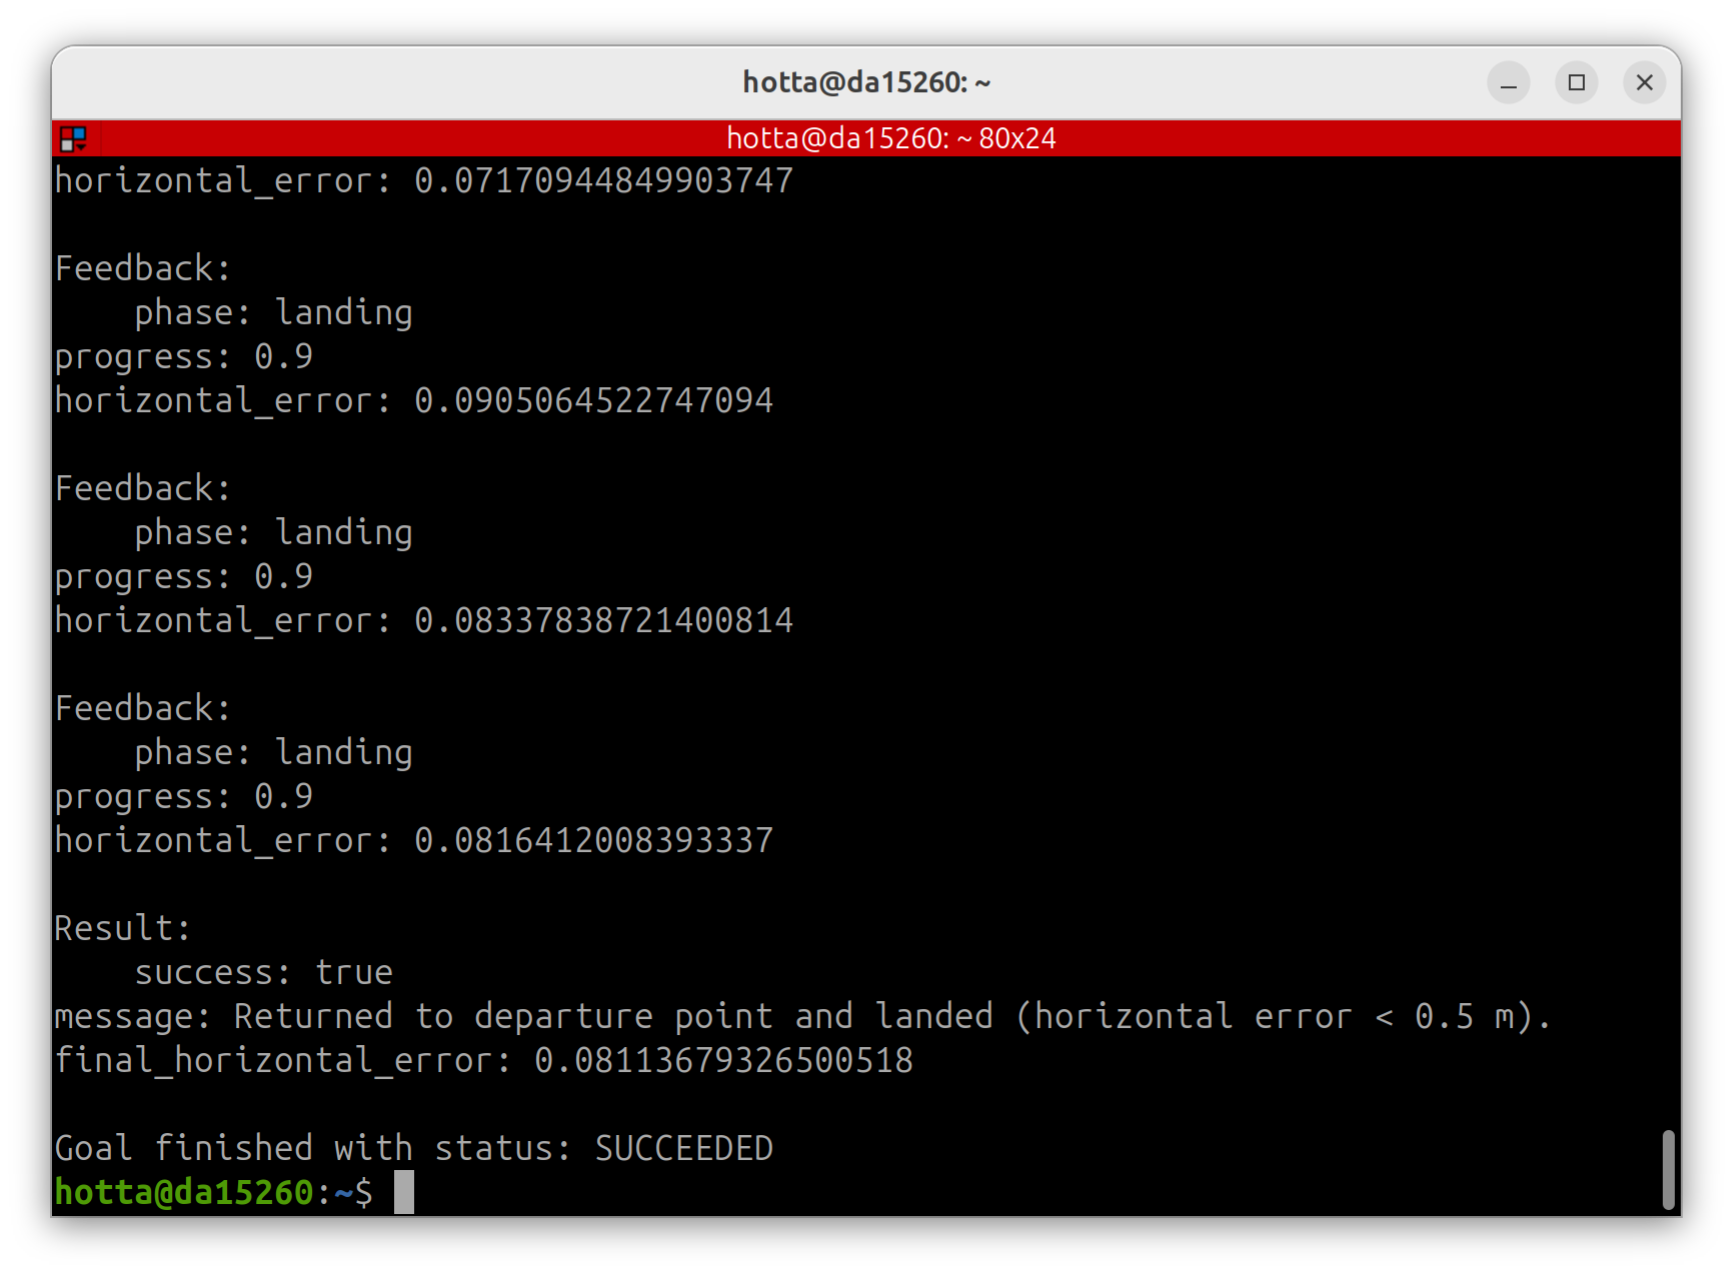 hotta@da15260: ~
hotta@da15260: ~ 80x24
horizontal_error: 0.07170944849903747
Feedback:
    phase: landing
progress: 0.9
horizontal_error: 0.0905064522747094
Feedback:
    phase: landing
progress: 0.9
horizontal_error: 0.08337838721400814
Feedback:
    phase: landing
progress: 0.9
horizontal_error: 0.0816412008393337
Result:
    success: true
message: Returned to departure point and landed (horizontal error < 0.5 m).
final_horizontal_error: 0.08113679326500518
Goal finished with status: SUCCEEDED
hotta@da15260:~$